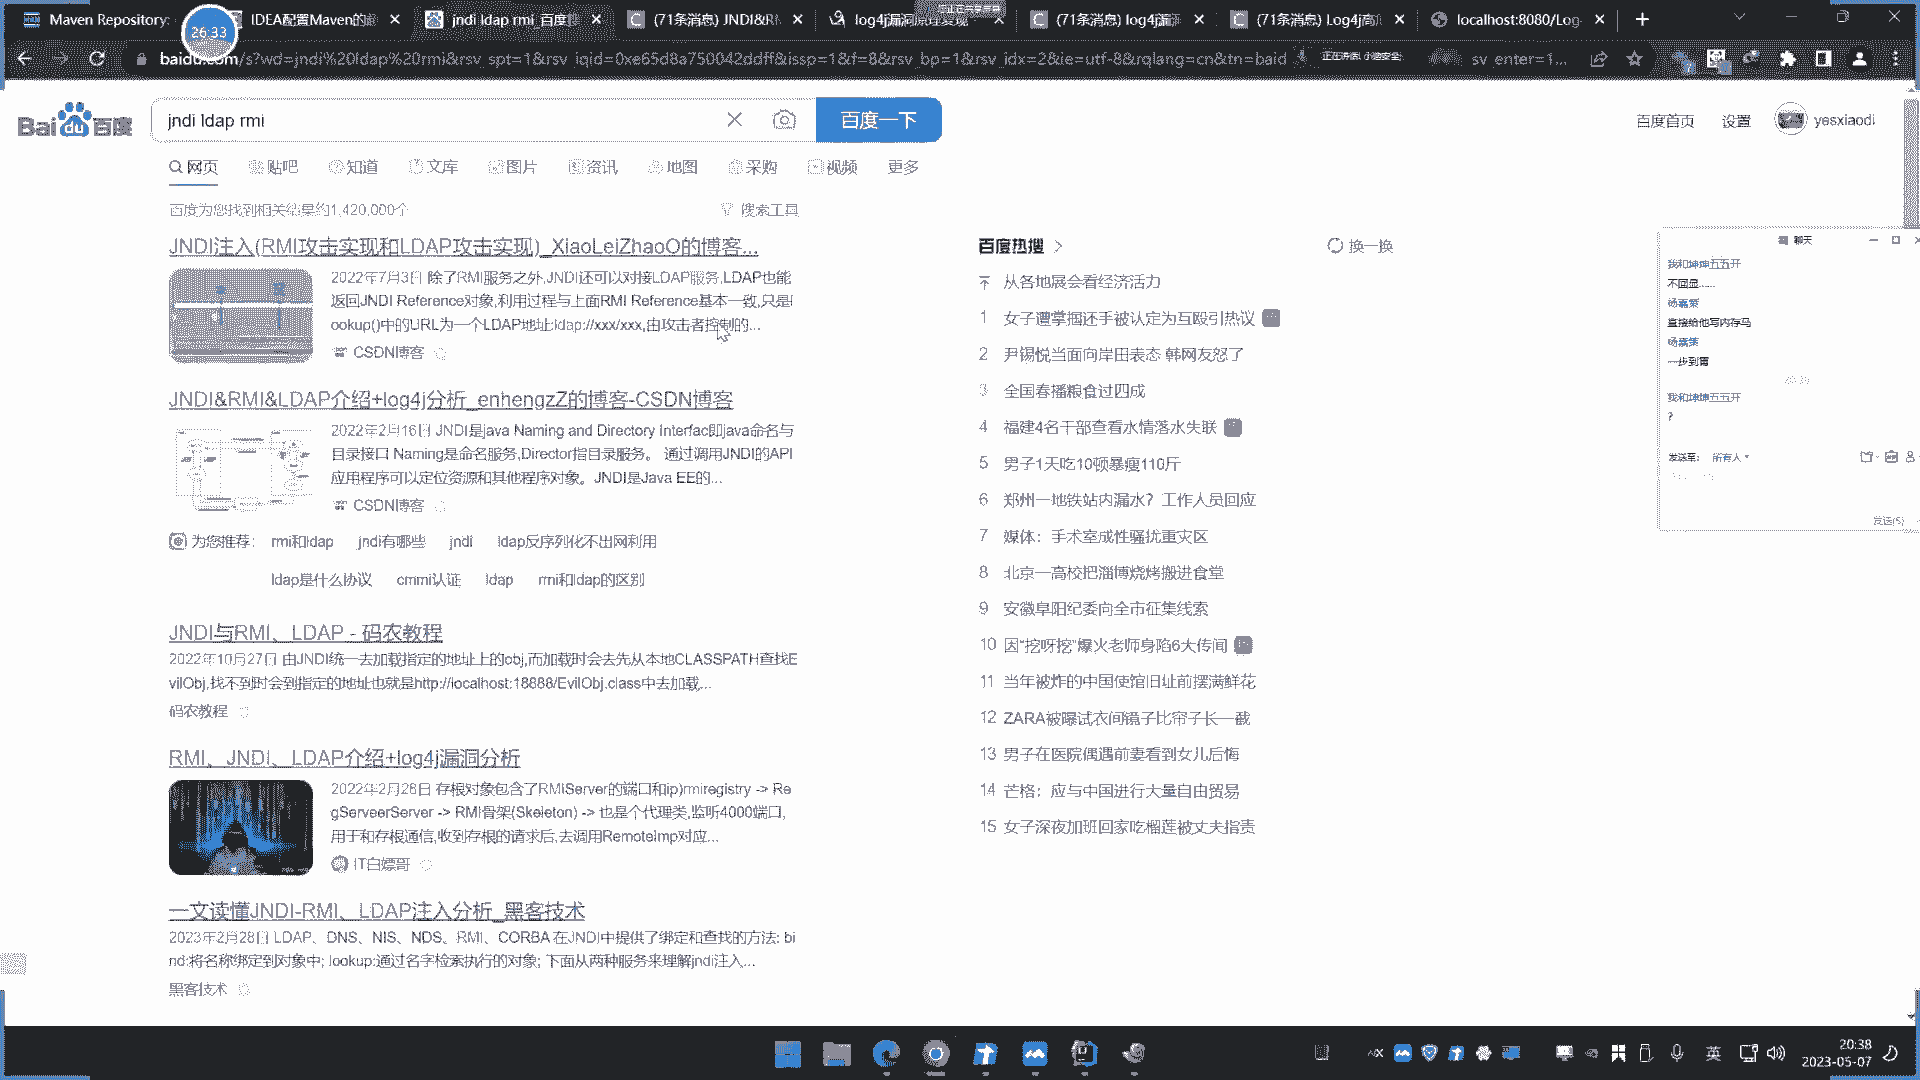 Maven Repository:
IDEA配置Maven的
jndi ldap rmi_百度
(71条消息) JNDI&R
log4j漏洞原理复现
(71条消息) log4j漏
(71条消息) Log4j高
localhost:8080/Log
26:33
baidu.com/s?wd=jndi%20ldap%20rmi&rsv_spt=1&rsv_iqid=0xe65d8a750042ddff&issp=1&f=8&rsv_bp=1&rsv_idx=2&ie=utf-8&rqlang=cn&tn=baid
sv_enter=1...
Bai du 百度
jndi ldap rmi
百度一下
百度首页
设置
yesxiaodi
网页
贴吧
知道
文库
图片
资讯
地图
采购
视频
更多
百度为您找到相关结果约1,420,000个
搜索工具
JNDI注入(RMI攻击实现和LDAP攻击实现)_XiaoLeiZhaoO的博客...
2022年7月3日 除了RMI服务之外,JNDI还可以对接LDAP服务,LDAP也能
返回JNDI Reference对象,利用过程与上面RMI Reference基本一致,只是l
ookup()中的URL为一个LDAP地址:ldap://xxx/xxx,由攻击者控制的...
CSDN博客
JNDI&RMI&LDAP介绍+log4j分析_enhengzZ的博客-CSDN博客
2022年2月16日 JNDI是java Naming and Directory Interfac即java命名与
目录接口 Naming是命名服务,Director指目录服务。 通过调用JNDI的API
应用程序可以定位资源和其他程序对象。JNDI是Java EE的...
CSDN博客
为您推荐:
rmi和ldap
jndi有哪些
jndi
ldap反序列化不出网利用
ldap是什么协议
cmmi认证
ldap
rmi和ldap的区别
JNDI与RMI、LDAP - 码农教程
2022年10月27日 由JNDI统一去加载指定的地址上的obj,而加载时会去先从本地CLASSPATH查找E
vilObj,找不到时会到指定的地址也就是http://localhost:18888/EvilObj.class中去加载...
码农教程
RMI、JNDI、LDAP介绍+log4j漏洞分析
2022年2月28日 存根对象包含了RMIServer的端口和ip)rmiregistry -> Re
gServeerServer -> RMI骨架(Skeleton) -> 也是个代理类,监听4000端口,
用于和存根通信,收到存根的请求后,去调用RemoteImp对应...
IT白嫖哥
一文读懂JNDI-RMI、LDAP注入分析_黑客技术
2023年2月28日 LDAP、DNS、NIS、NDS、RMI、CORBA 在JNDI中提供了绑定和查找的方法: bi
nd:将名称绑定到对象中; lookup:通过名字检索执行的对象; 下面从两种服务来理解jndi注入...
黑客技术
百度热搜
换一换
从各地展会看经济活力
1 女子遭掌掴还手被认定为互殴引热议
2 尹锡悦当面向岸田表态 韩网友怒了
3 全国春播粮食过四成
4 福建4名干部查看水情落水失联
5 男子1天吃10顿暴瘦110斤
6 郑州一地铁站内漏水？工作人员回应
7 媒体：手术室成性骚扰重灾区
8 北京一高校把淄博烧烤搬进食堂
9 安徽阜阳纪委向全市征集线索
10 因“挖呀挖”爆火老师身陷6大传闻
11 当年被炸的中国使馆旧址前摆满鲜花
12 ZARA被曝试衣间镜子比帘子长一截
13 男子在医院偶遇前妻看到女儿后悔
14 芒格：应与中国进行大量自由贸易
15 女子深夜加班回家吃榴莲被丈夫指责
聊天
我和坤坤五五开
不回显......
直接给他写内存马
一步到胃
我和坤坤五五开
?
发送至:
所有人
发送(S)
英
20:38
2023-05-07